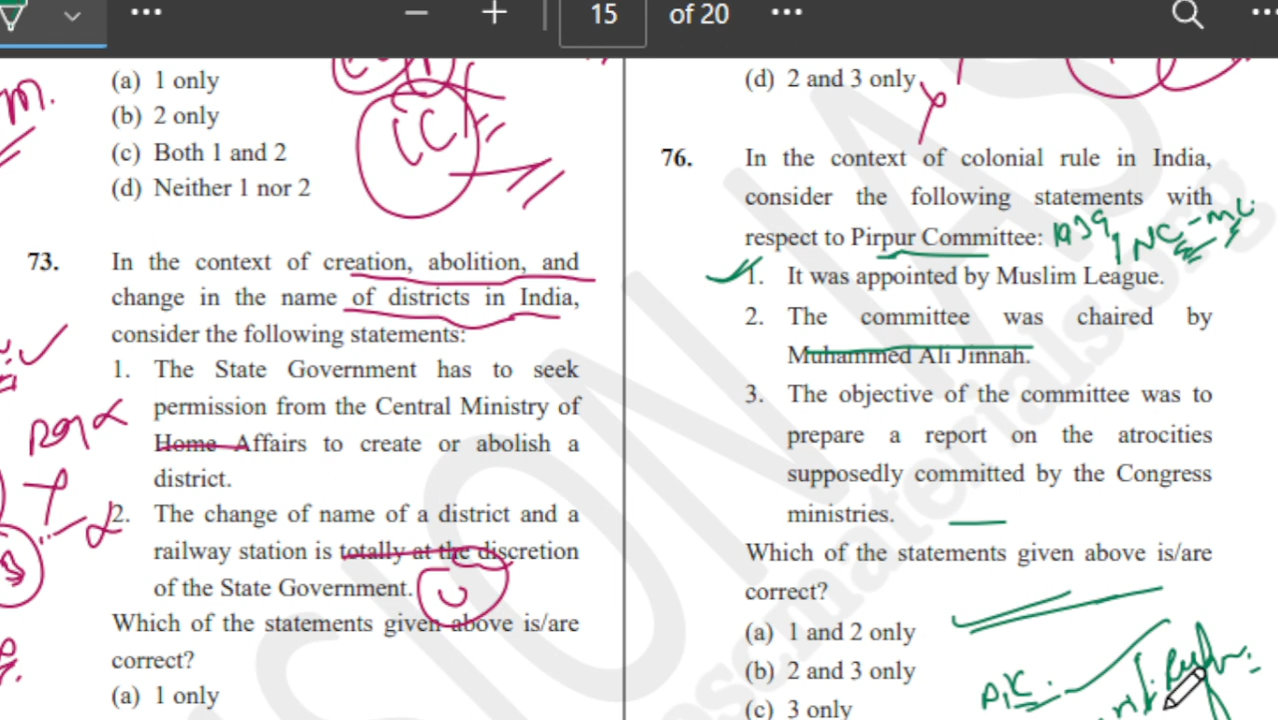 15 of 20
(a) 1 only
(b) 2 only
(c) Both 1 and 2
(d) Neither 1 nor 2
73. In the context of creation, abolition, and
change in the name of districts in India,
consider the following statements:
1. The State Government has to seek
permission from the Central Ministry of
Home Affairs to create or abolish a
district.
2. The change of name of a district and a
railway station is totally at the discretion
of the State Government.
Which of the statements given above is/are
correct?
(a) 1 only
(d) 2 and 3 only
76. In the context of colonial rule in India,
consider the following statements with
respect to Pirpur Committee: 1939 INC - ML
1. It was appointed by Muslim League.
2. The committee was chaired by
Muhammed Ali Jinnah.
3. The objective of the committee was to
prepare a report on the atrocities
supposedly committed by the Congress
ministries.
Which of the statements given above is/are
correct?
(a) 1 and 2 only
(b) 2 and 3 only
(c) 3 only